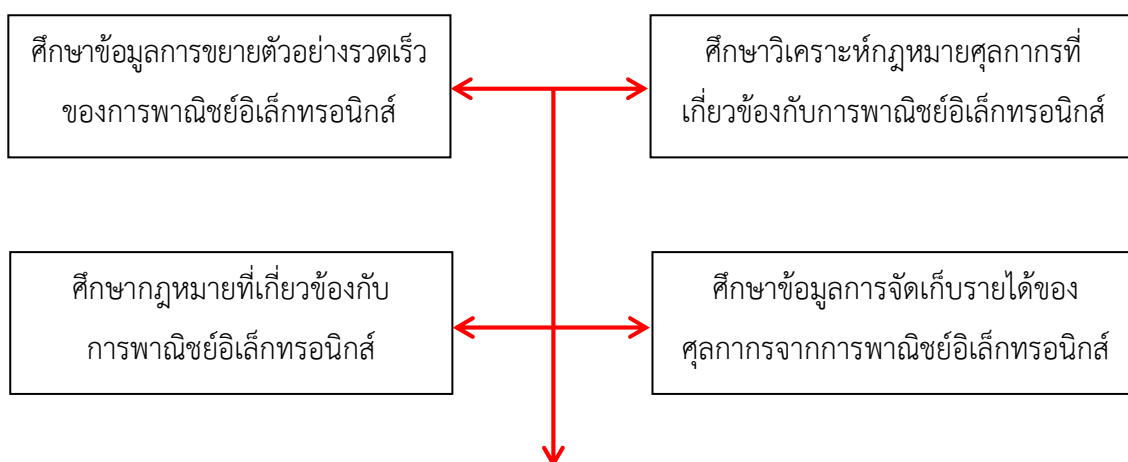 ศึกษาข้อมูลการขยายตัวอย่างรวดเร็ว
ของการพาณิชย์อิเล็กทรอนิกส์
ศึกษาวิเคราะห์กฎหมายศุลกากรที่
เกี่ยวข้องกับการพาณิชย์อิเล็กทรอนิกส์
ศึกษากฎหมายที่เกี่ยวข้องกับ
การพาณิชย์อิเล็กทรอนิกส์
ศึกษาข้อมูลการจัดเก็บรายได้ของ
ศุลกากรจากการพาณิชย์อิเล็กทรอนิกส์